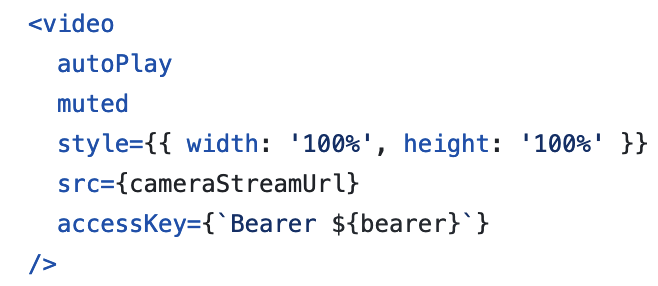 <video
autoPlay
muted
style={{ width: '100%', height: '100%' }}
src={cameraStreamUrl}
accessKey={`Bearer ${bearer}`}
/>